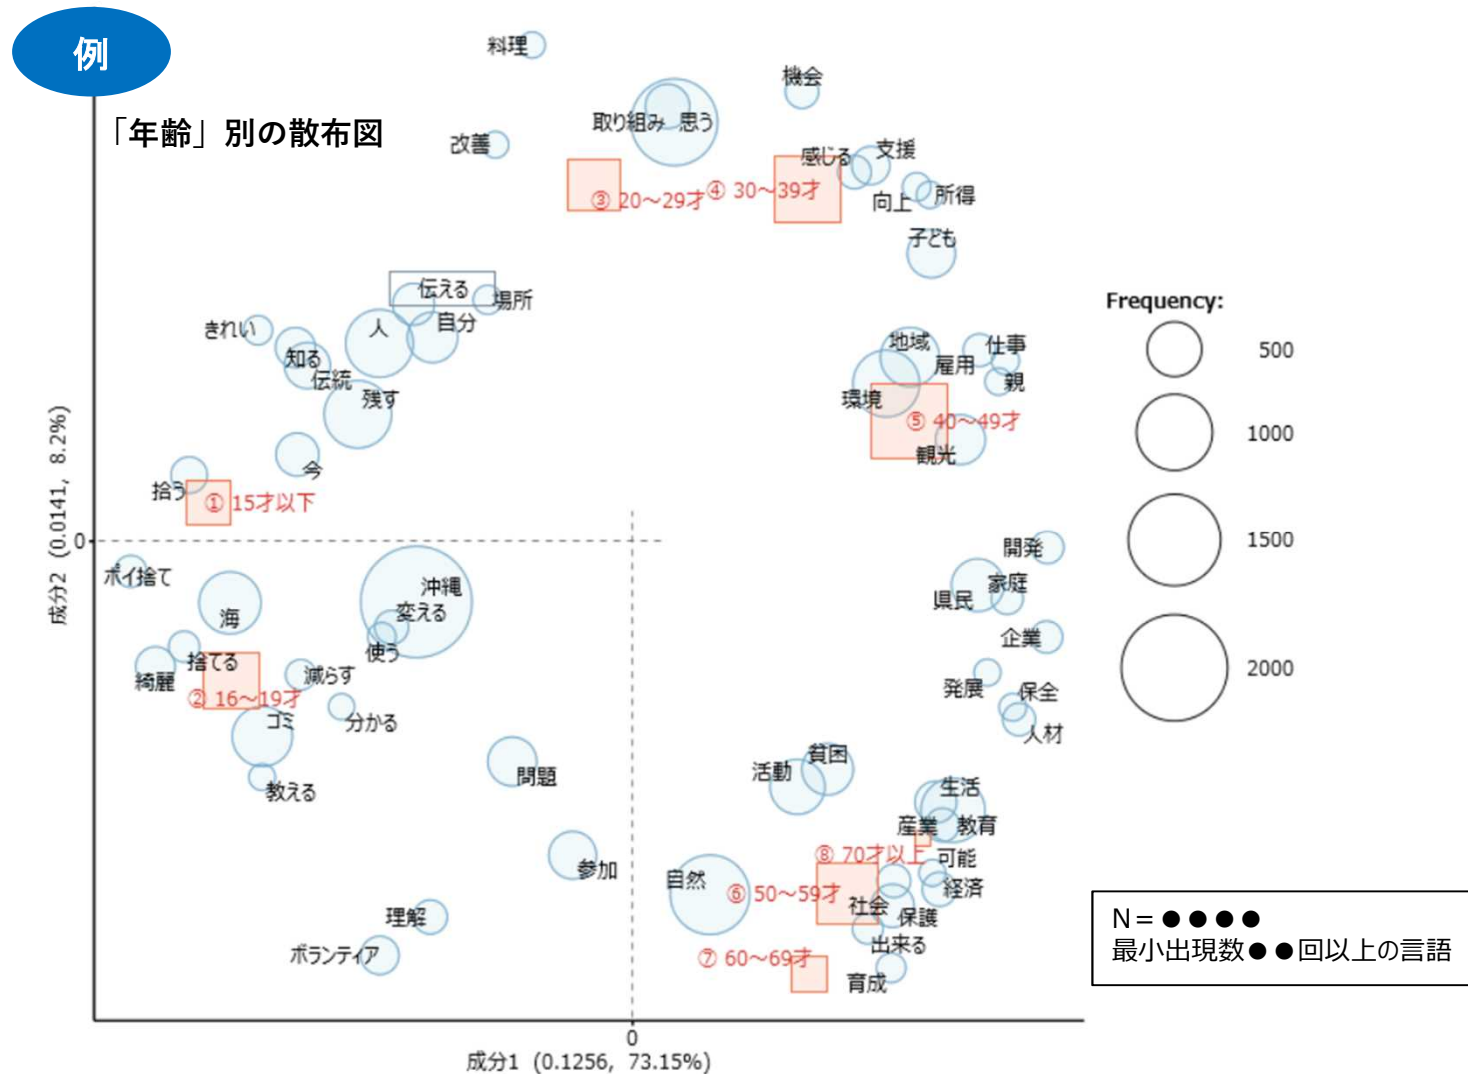 例
「年齢」別の散布図
料理
機会
取り組み
思う
改善
感じる
支援
③ 20～29才
④ 30～39才
向上
所得
子ども
伝える
場所
きれい
人
自分
知る
伝統
残す
今
拾う
① 15才以下
地域
仕事
雇用
親
環境
⑤ 40～49才
観光
Frequency:
500
1000
1500
2000
成分2 (0.0141, 8.2%)
0
ポイ捨て
海
沖縄
変える
使う
捨てる
綺麗
減らす
② 16～19才
ゴミ
分かる
教える
問題
参加
理解
ボランティア
開発
家庭
県民
企業
発展
保全
人材
貧困
活動
生活
産業
教育
⑧ 70才以上
可能
自然
⑥ 50～59才
経済
社会
保護
出来る
⑦ 60～69才
育成
N＝●●●●
最小出現数●●回以上の言語
0
成分1 (0.1256, 73.15%)